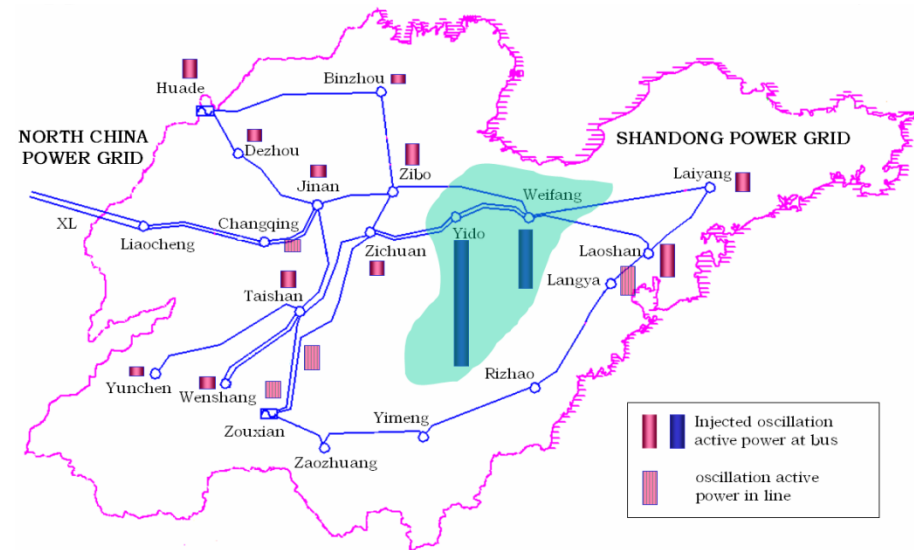 Huade
Binzhou
NORTH CHINA
POWER GRID
SHANDONG POWER GRID
Dezhou
Jinan
Zibo
Weifang
Laiyang
XL
Changqing
Liaocheng
Zichuan
Yido
Laoshan
Taishan
Langya
Yunchen
Wenshang
Rizhao
Zouxian
Yimeng
Zaozhuang
Injected oscillation
active power at bus
oscillation active
power in line